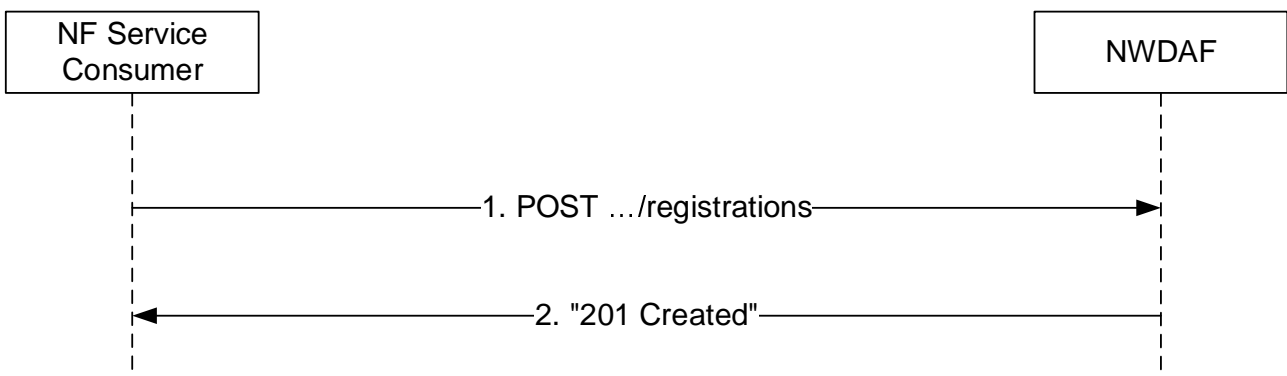 NF Service
Consumer
NWDAF
1. POST …/registrations
2. "201 Created"